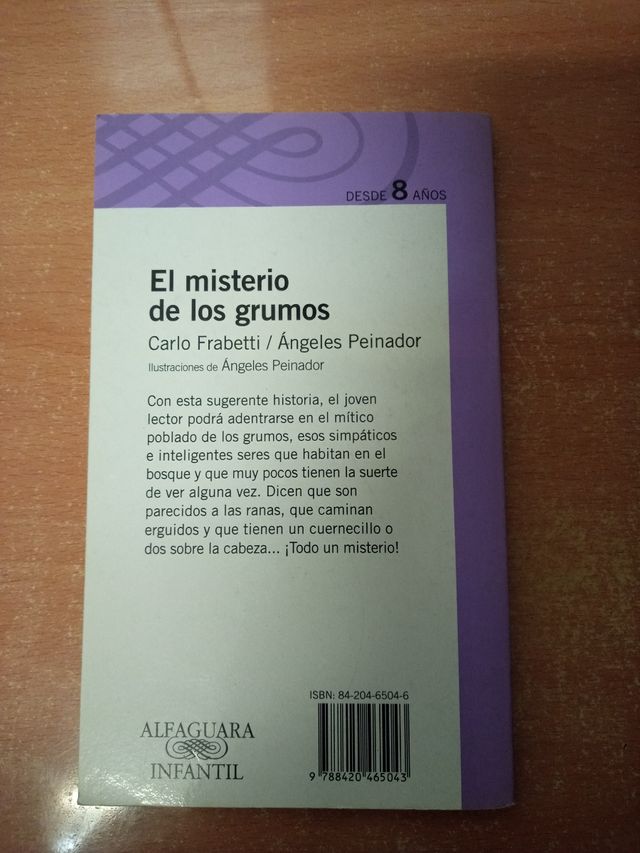 DESDE 8 AÑOS
El misterio
de los grumos
Carlo Frabetti / Ángeles Peinador
Ilustraciones de Ángeles Peinador
Con esta sugerente historia, el joven
lector podrá adentrarse en el mítico
poblado de los grumos, esos simpáticos
e inteligentes seres que habitan en el
bosque y que muy pocos tienen la suerte
de ver alguna vez. Dicen que son
parecidos a las ranas, que caminan
erguidos y que tienen un cuernecillo o
dos sobre la cabeza... ¡Todo un misterio!
ISBN: 84-204-6504-6
9 788420 465043
ALFAGUARA
INFANTIL